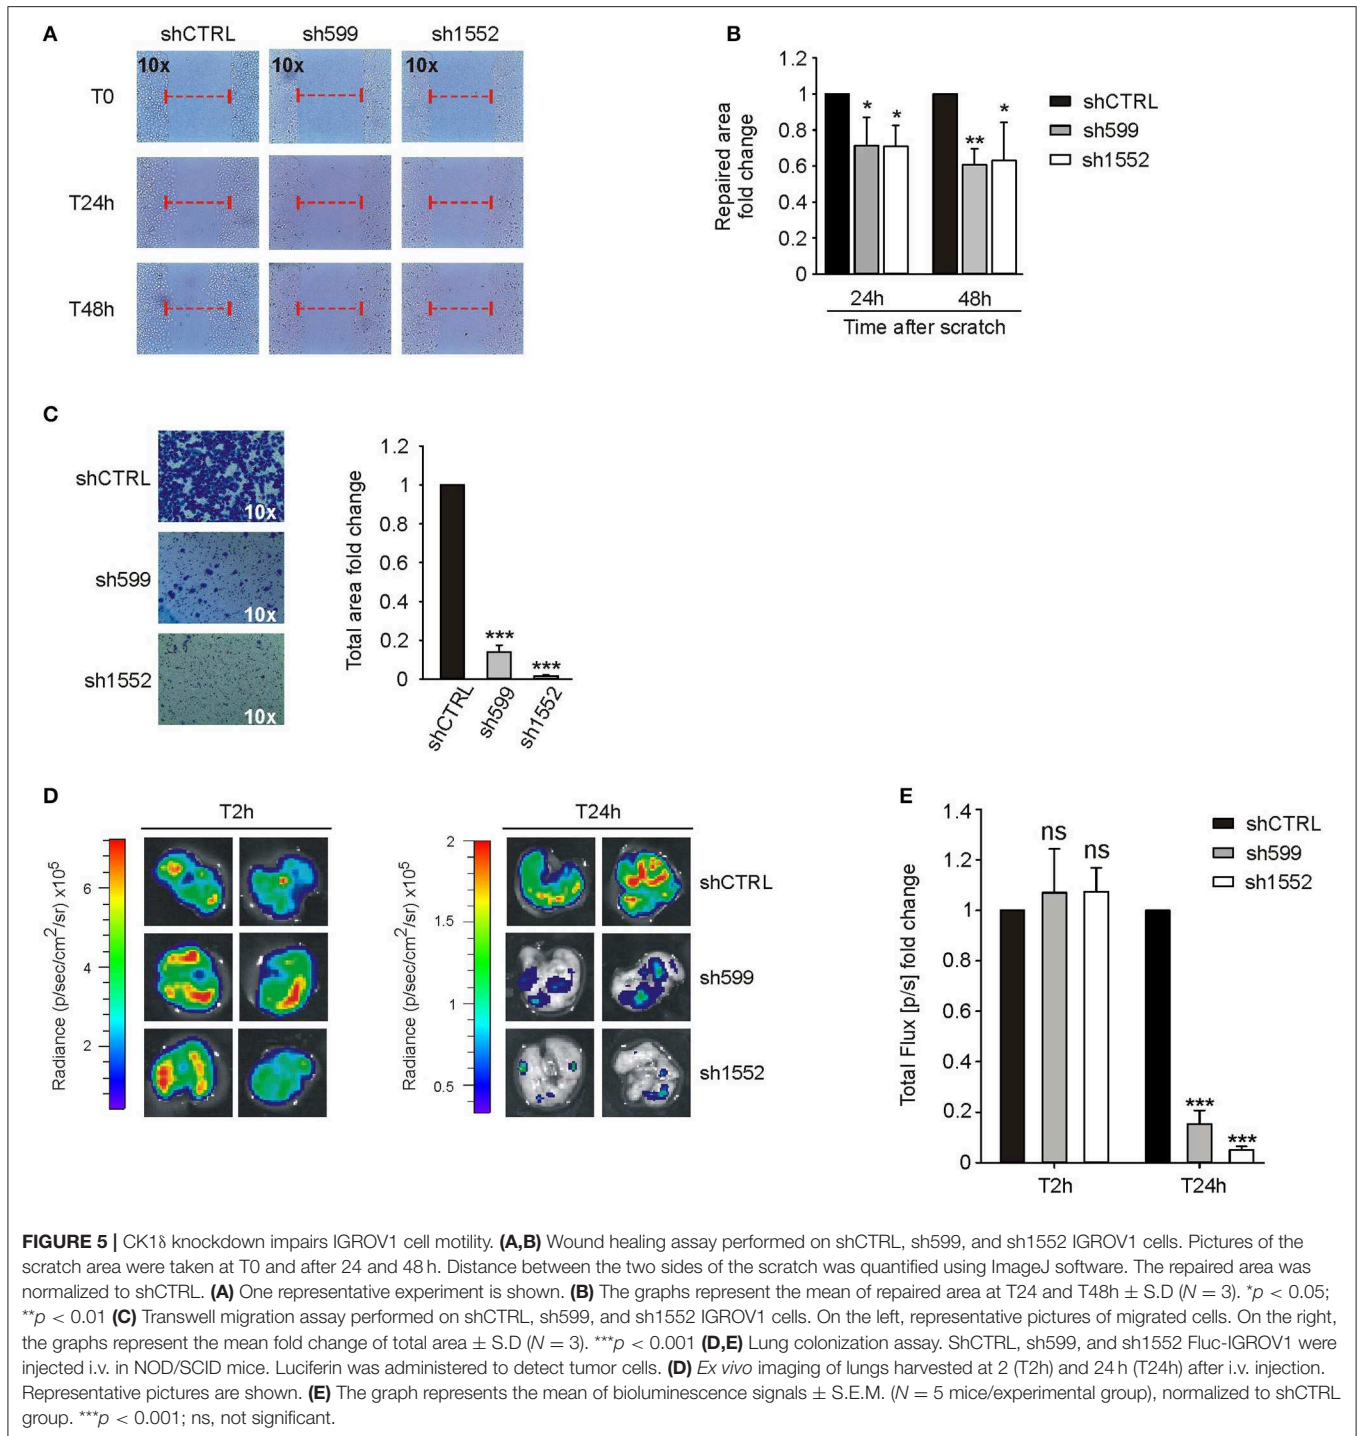 A
shCTRL sh599 sh1552
10x 10x 10x
T0
T24h
T48h
B
Repaired area
fold change
1.2
1
0.8
0.6
0.4
0.2
0
* * ** *
24h 48h
Time after scratch
shCTRL
sh599
sh1552
C
shCTRL
10x
sh599
10x
sh1552
10x
Total area fold change
1.2
1
0.8
0.6
0.4
0.2
0
***
***
shCTRL
sh599
sh1552
D
T2h T24h
Radiance (p/sec/cm2/sr) x10⁵
6
4
2
Radiance (p/sec/cm2/sr) x10⁵
2
1.5
1
0.5
shCTRL
sh599
sh1552
E
Total Flux [p/s] fold change
1.4
1.2
1.0
0.8
0.6
0.4
0.2
0
ns ns
***
***
T2h T24h
shCTRL
sh599
sh1552
FIGURE 5 | CK1δ knockdown impairs IGROV1 cell motility. (A,B) Wound healing assay performed on shCTRL, sh599, and sh1552 IGROV1 cells. Pictures of the
scratch area were taken at T0 and after 24 and 48 h. Distance between the two sides of the scratch was quantified using ImageJ software. The repaired area was
normalized to shCTRL. (A) One representative experiment is shown. (B) The graphs represent the mean of repaired area at T24 and T48h ± S.D (N = 3). *p < 0.05;
**p < 0.01 (C) Transwell migration assay performed on shCTRL, sh599, and sh1552 IGROV1 cells. On the left, representative pictures of migrated cells. On the right,
the graphs represent the mean fold change of total area ± S.D (N = 3). ***p < 0.001 (D,E) Lung colonization assay. ShCTRL, sh599, and sh1552 Fluc-IGROV1 were
injected i.v. in NOD/SCID mice. Luciferin was administered to detect tumor cells. (D) Ex vivo imaging of lungs harvested at 2 (T2h) and 24 h (T24h) after i.v. injection.
Representative pictures are shown. (E) The graph represents the mean of bioluminescence signals ± S.E.M. (N = 5 mice/experimental group), normalized to shCTRL
group. ***p < 0.001; ns, not significant.